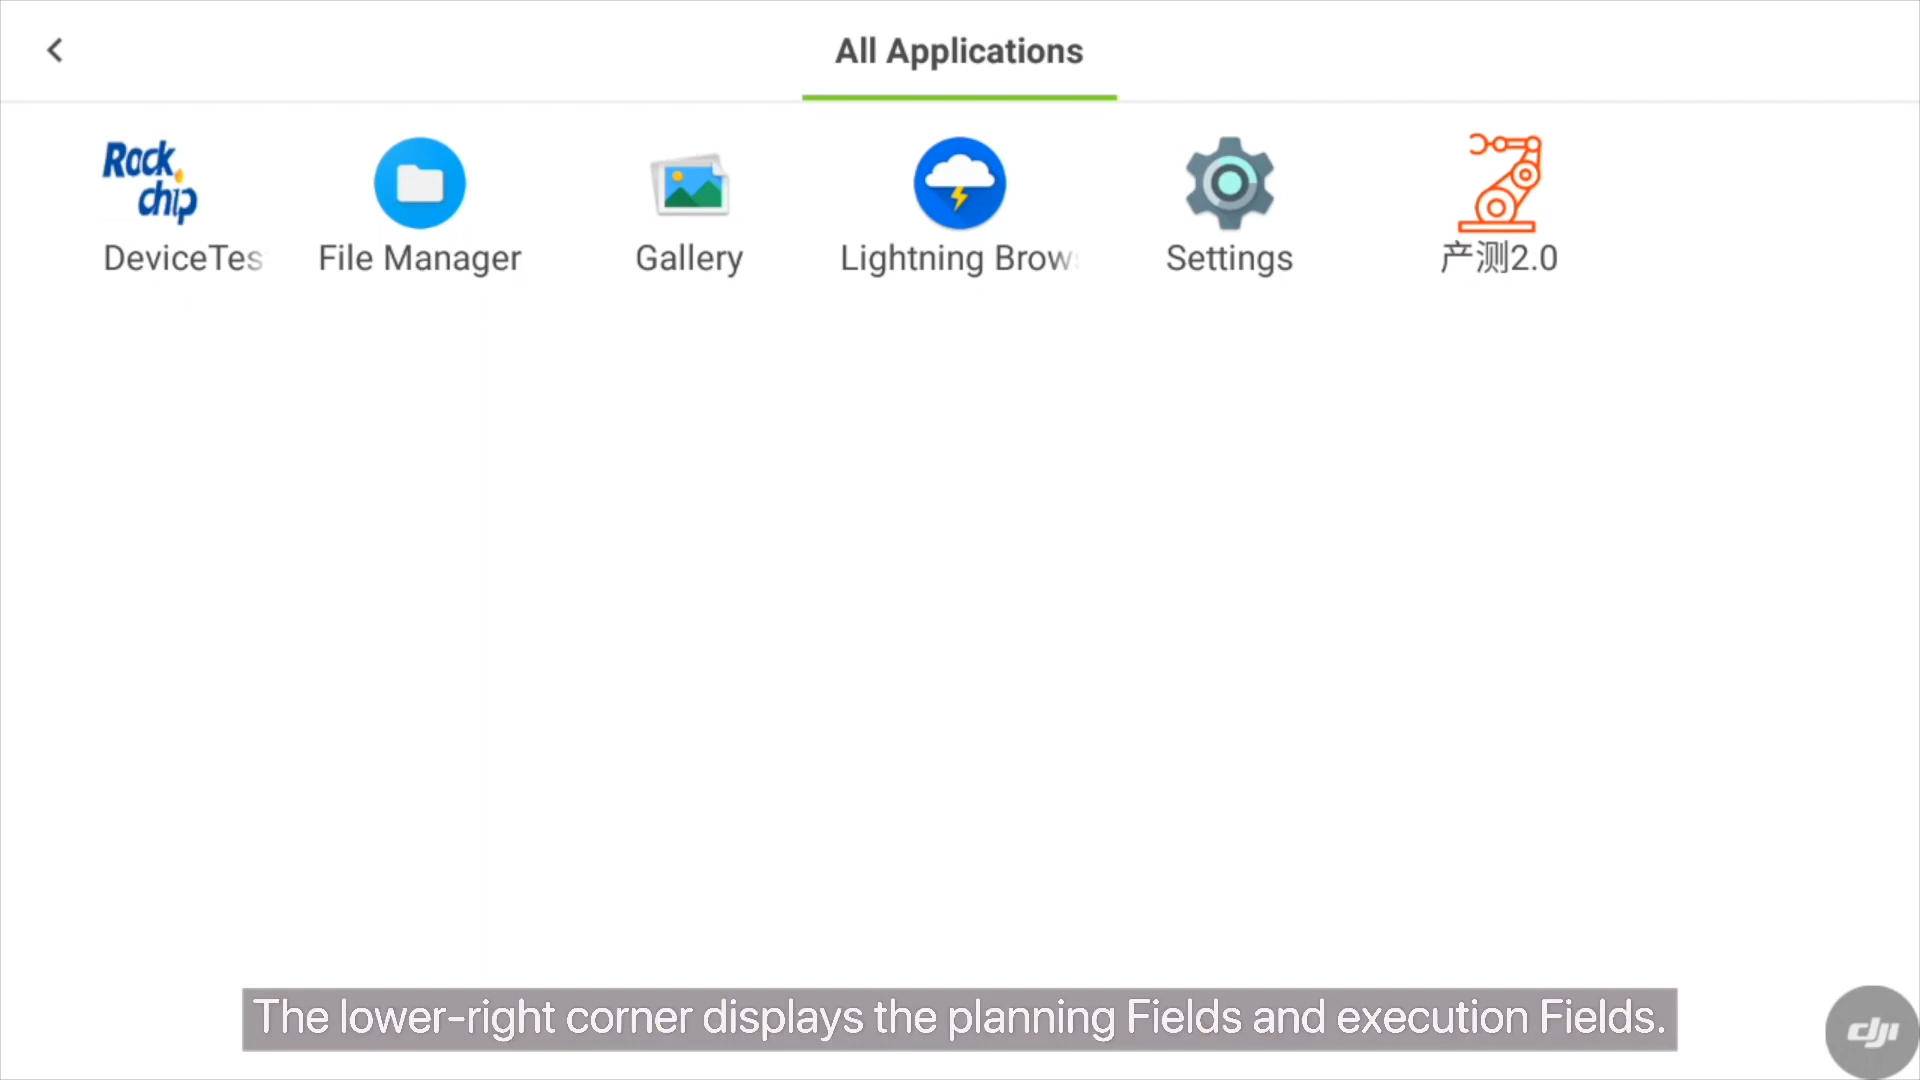 All Applications
Rock
chip
DeviceTes
File Manager
Gallery
Lightning Brows
Settings
产测2.0
The lower-right corner displays the planning Fields and execution Fields.
dji